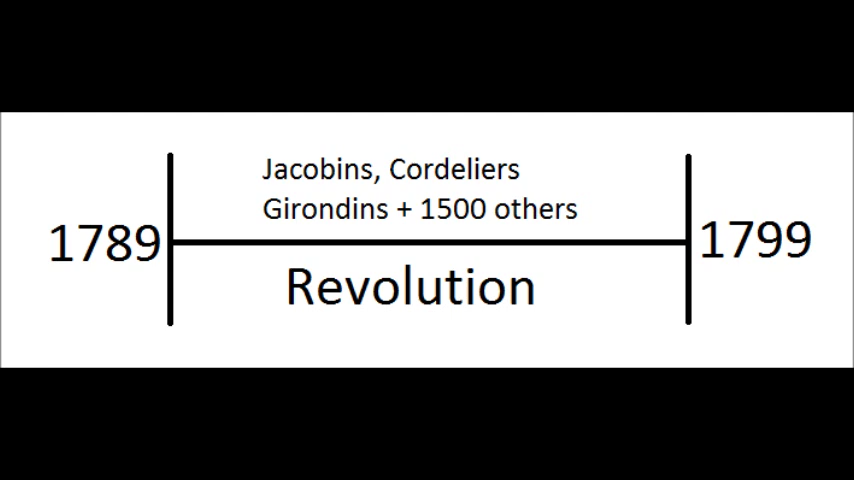 Jacobins, Cordeliers
Girondins + 1500 others
1789
1799
Revolution